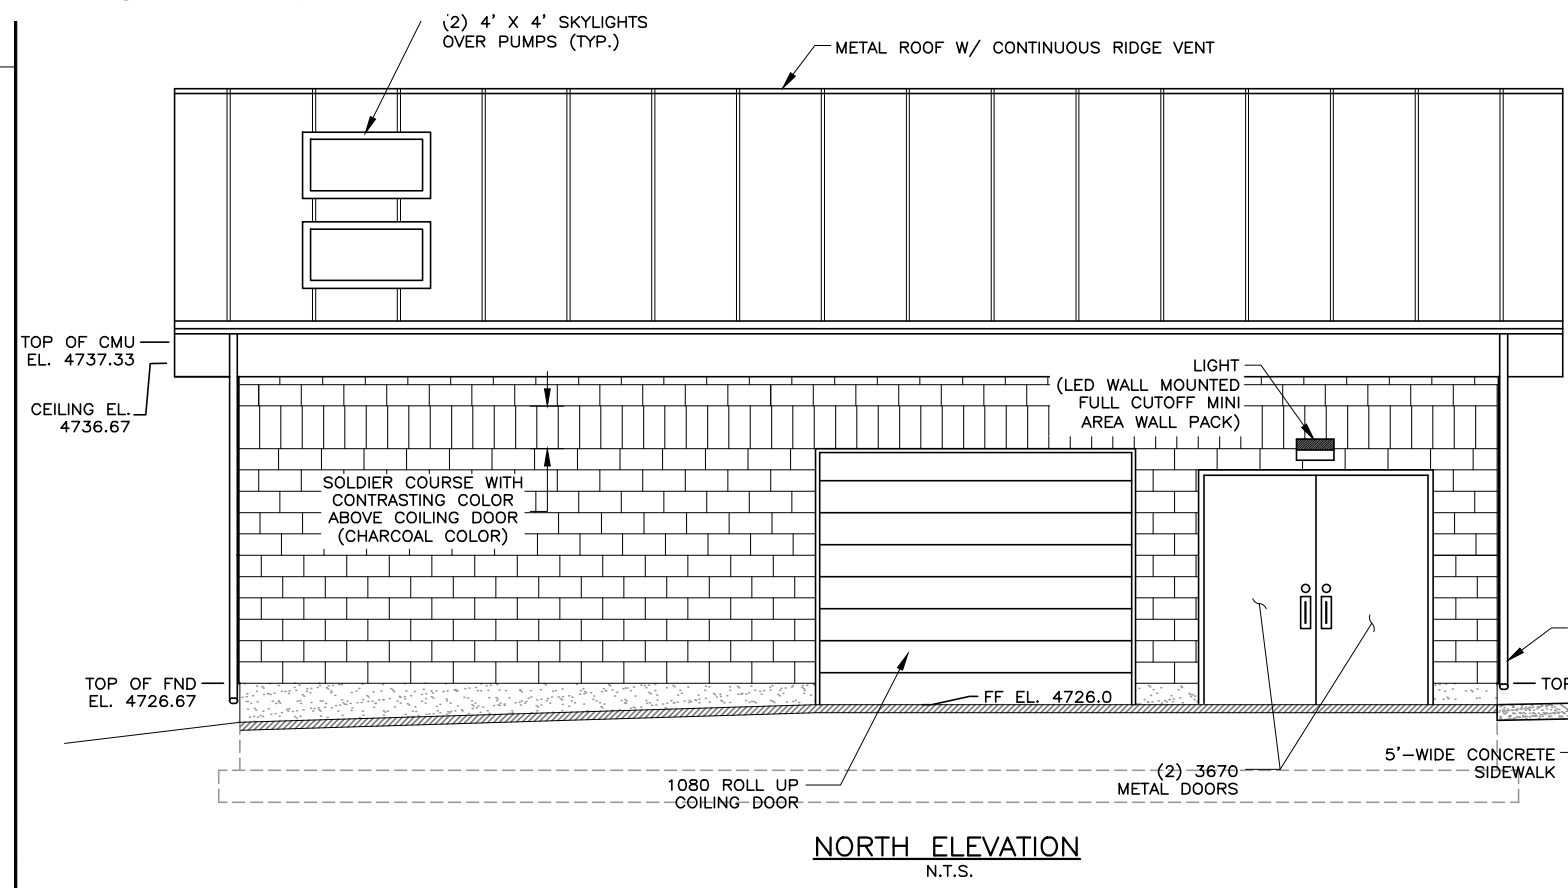 (2) 4' X 4' SKYLIGHTS
OVER PUMPS (TYP.)
METAL ROOF W/ CONTINUOUS RIDGE VENT
TOP OF CMU
EL. 4737.33
CEILING EL.
4736.67
LIGHT
(LED WALL MOUNTED
FULL CUTOFF MINI
AREA WALL PACK)
SOLDIER COURSE WITH
CONTRASTING COLOR
ABOVE COILING DOOR
(CHARCOAL COLOR)
TOP OF FND
EL. 4726.67
FF EL. 4726.0
1080 ROLL UP
COILING DOOR
(2) 3670
METAL DOORS
5'-WIDE CONCRETE
SIDEWALK
NORTH ELEVATION
N.T.S.